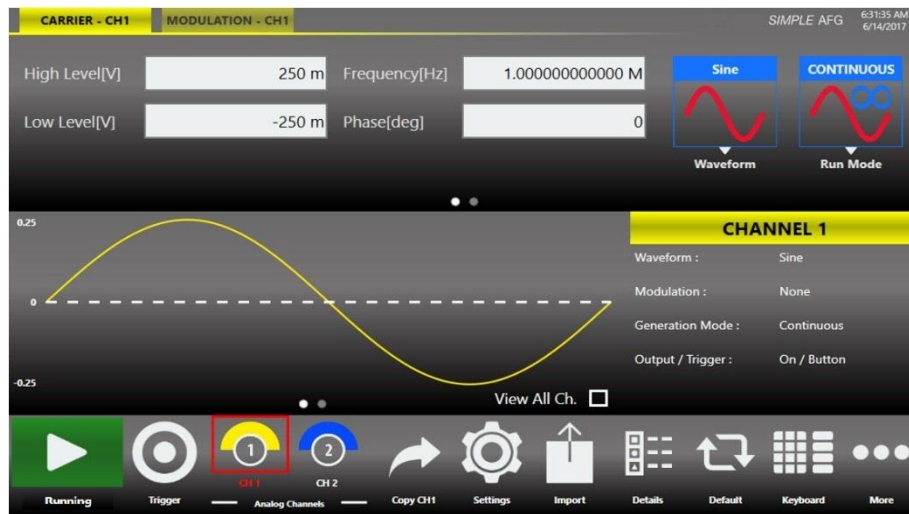 CARRIER - CH1 MODULATION - CH1 SIMPLE AFG 6:31:35 AM
6/14/2017
High Level[V] 250 m Frequency[Hz] 1.000000000000 M Sine CONTINUOUS
Low Level[V] -250 m Phase[deg] 0
Waveform Run Mode
0.25
0
-0.25
CHANNEL 1
Waveform : Sine
Modulation : None
Generation Mode : Continuous
Output / Trigger : On / Button
View All Ch.
1 2
CH 1 CH 2
Running Trigger Analog Channels Copy CH1 Settings Import Details Default Keyboard More